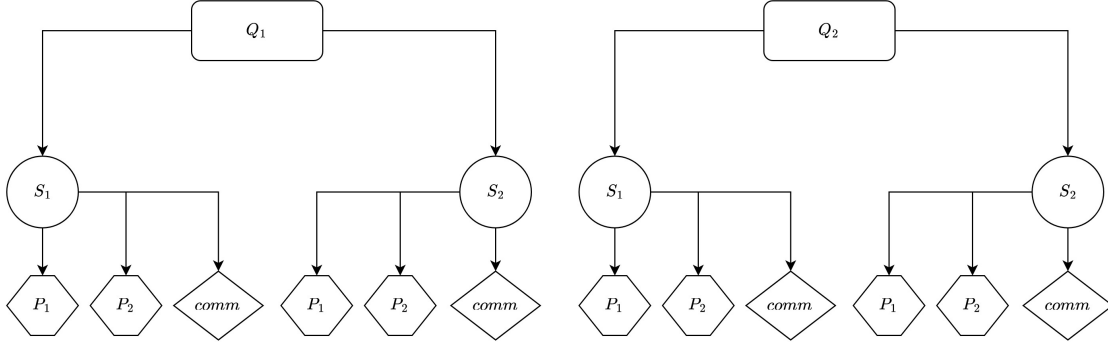 Q₁ Q₂
S₁ S₂ S₁ S₂
P₁ P₂ comm P₁ P₂ comm P₁ P₂ comm P₁ P₂ comm